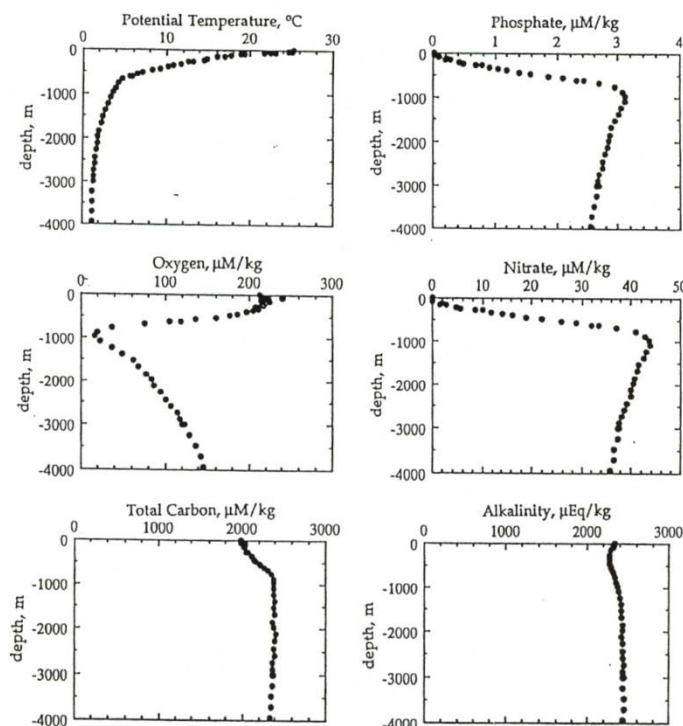 Potential Temperature, °C
0 10 20 30
0
-1000
-2000
-3000
-4000
depth, m
Phosphate, µM/kg
0 1 2 3 4
0
-1000
-2000
-3000
-4000
depth, m
Oxygen, µM/kg
0 100 200 300
0
-1000
-2000
-3000
-4000
depth, m
Nitrate, µM/kg
0 10 20 30 40 50
0
-1000
-2000
-3000
-4000
depth, m
Total Carbon, µM/kg
0 1000 2000 3000
0
-1000
-2000
-3000
-4000
depth, m
Alkalinity, µEq/kg
0 1000 2000 3000
0
-1000
-2000
-3000
-4000
depth, m